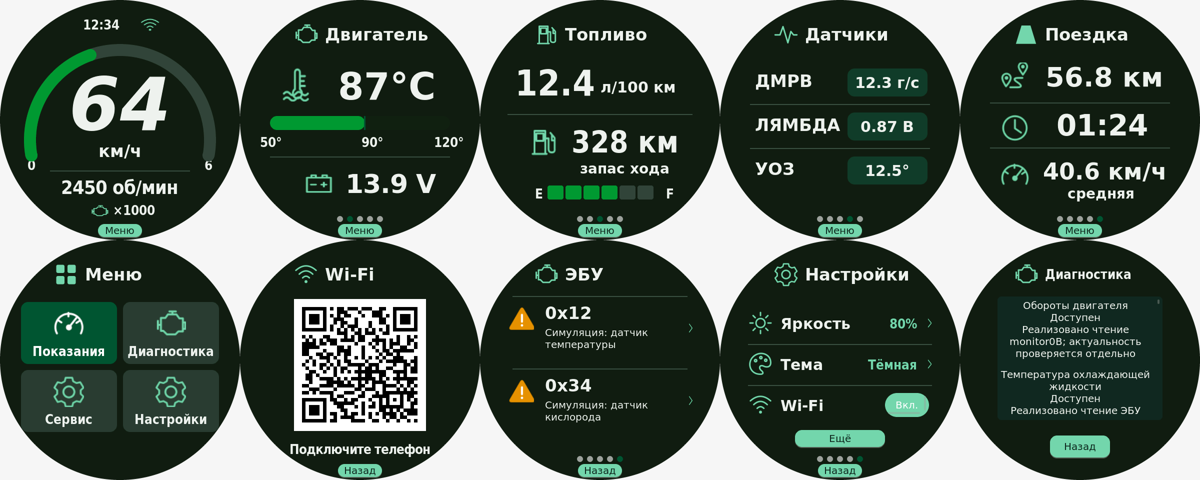 12:34
64
км/ч
0
6
2450 об/мин
×1000
Меню
Двигатель
87°C
50°
90°
120°
13.9 V
Меню
Топливо
12.4 л/100 км
328 км
запас хода
E
F
Меню
Датчики
ДМРВ
12.3 г/с
ЛЯМБДА
0.87 В
УОЗ
12.5°
Меню
Поездка
56.8 км
01:24
40.6 км/ч
средняя
Меню
Меню
Показания
Диагностика
Сервис
Настройки
Wi-Fi
Подключите телефон
Назад
ЭБУ
0x12
Симуляция: датчик
температуры
0x34
Симуляция: датчик
кислорода
Назад
Настройки
Яркость
80%
Тема
Тёмная
Wi-Fi
Вкл.
Ещё
Назад
Диагностика
Обороты двигателя
Доступен
Реализовано чтение
monitor0B; актуальность
проверяется отдельно
Температура охлаждающей
жидкости
Доступен
Реализовано чтение ЭБУ
Назад